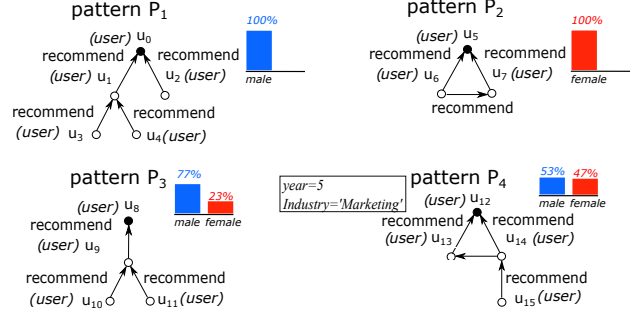 pattern P1
100%
(user) u0
recommend recommend
(user) u1 u2 (user)
male
recommend recommend
(user) u3 u4 (user)
pattern P2
100%
(user) u5
recommend recommend
(user) u6 u7 (user)
female
recommend
pattern P3
77%
23%
(user) u8
male female
recommend
(user) u9
recommend recommend
(user) u10 u11 (user)
year=5
Industry='Marketing'
pattern P4
53% 47%
(user) u12
male female
recommend recommend
(user) u13 u14 (user)
recommend
u15 (user)